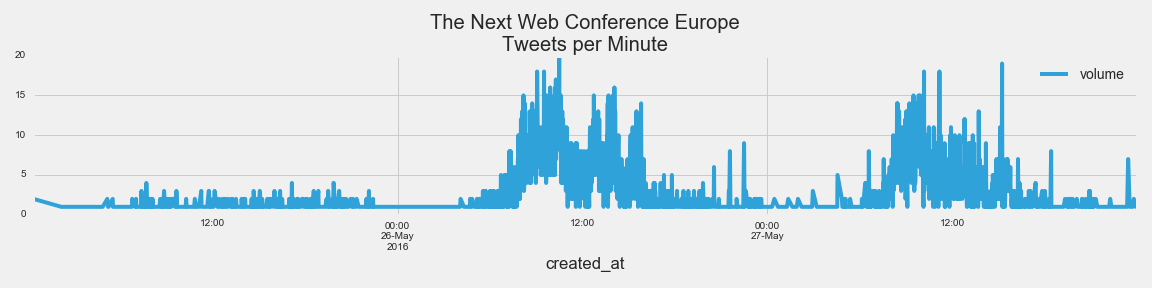 The Next Web Conference Europe
Tweets per Minute
volume
20
15
10
5
0
12:00
00:00
26-May
2016
12:00
00:00
27-May
12:00
created_at